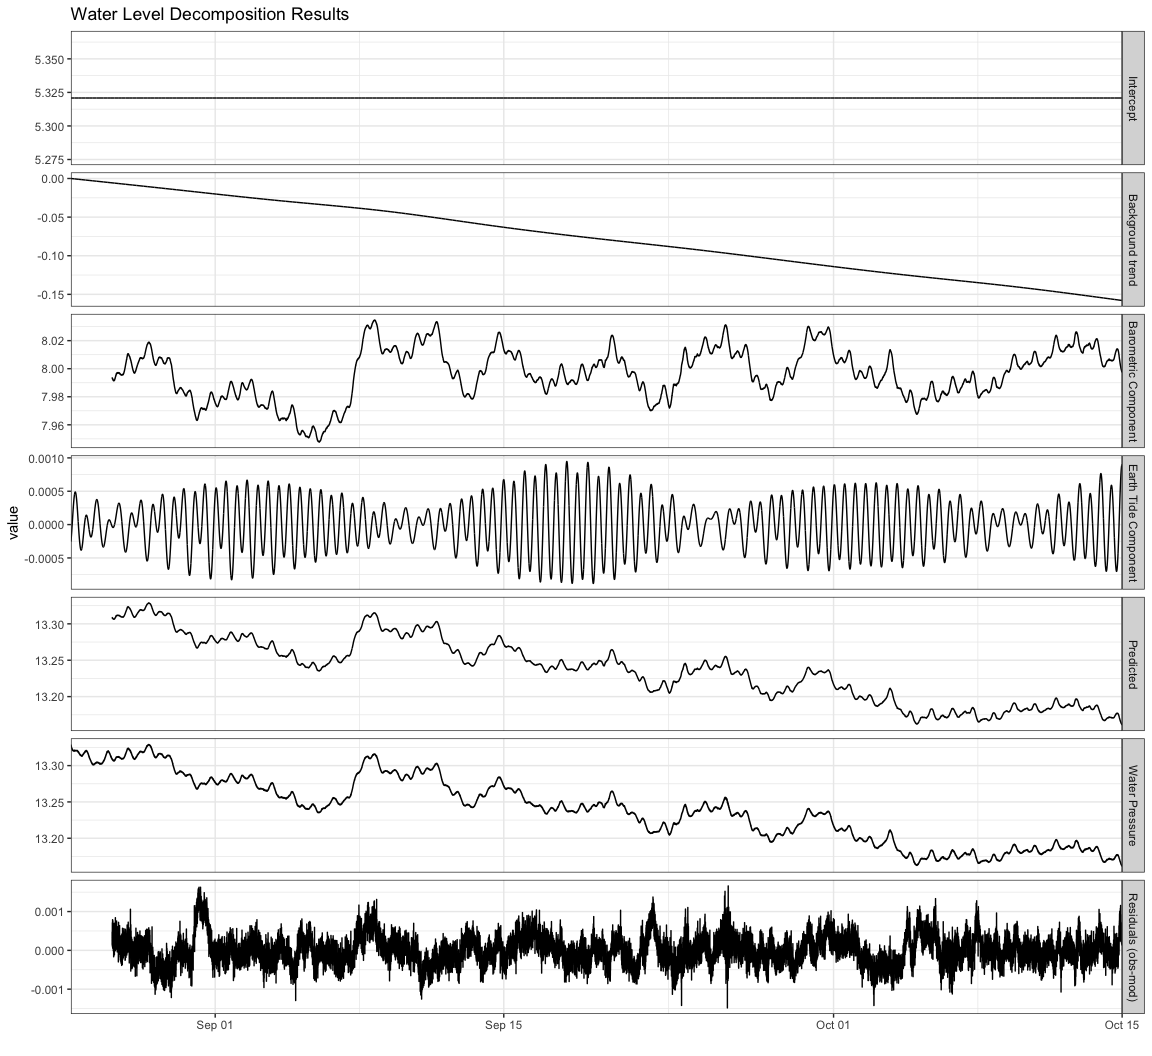 Water Level Decomposition Results
5.350
5.325
5.300
5.275
Intercept
0.00
-0.05
-0.10
-0.15
Background trend
8.02
8.00
7.98
7.96
Barometric Component
0.0010
0.0005
0.0000
-0.0005
Earth Tide Component
value
13.30
13.25
13.20
Predicted
13.30
13.25
13.20
Water Pressure
0.001
0.000
-0.001
Residuals (obs-mod)
Sep 01
Sep 15
Oct 01
Oct 15